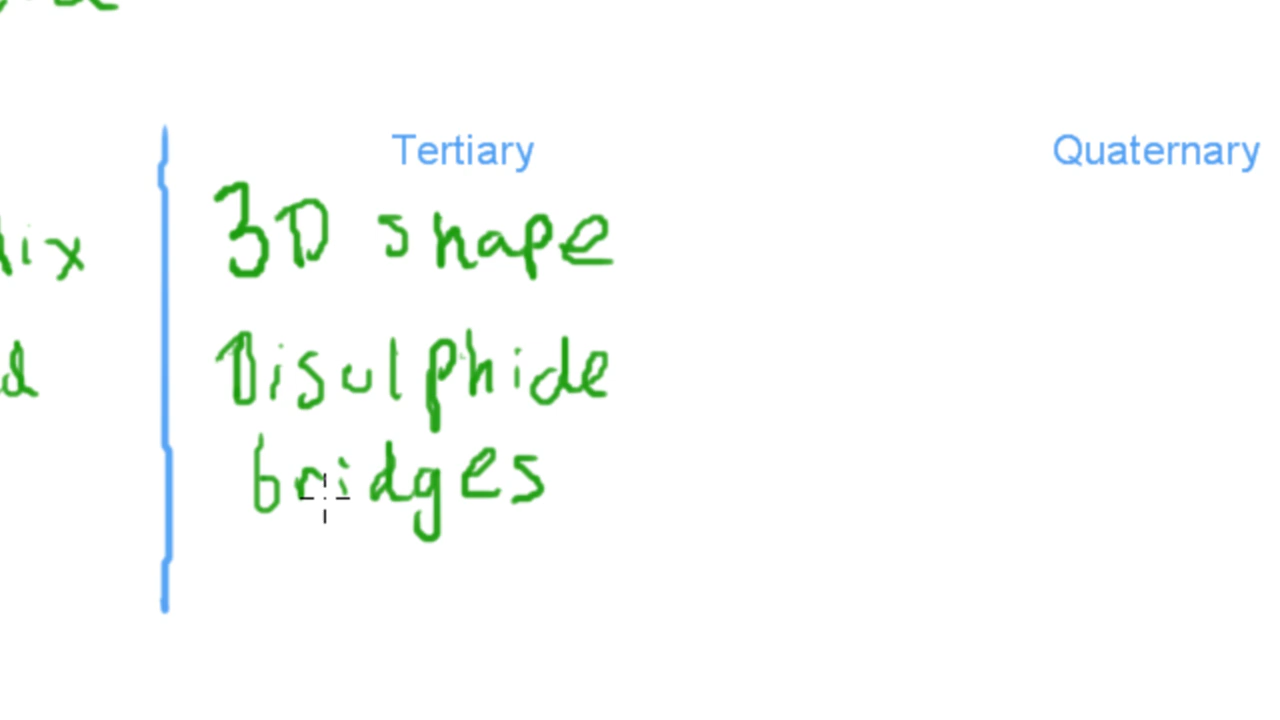 Tertiary Quaternary
3D shape
Disulphide
bridges